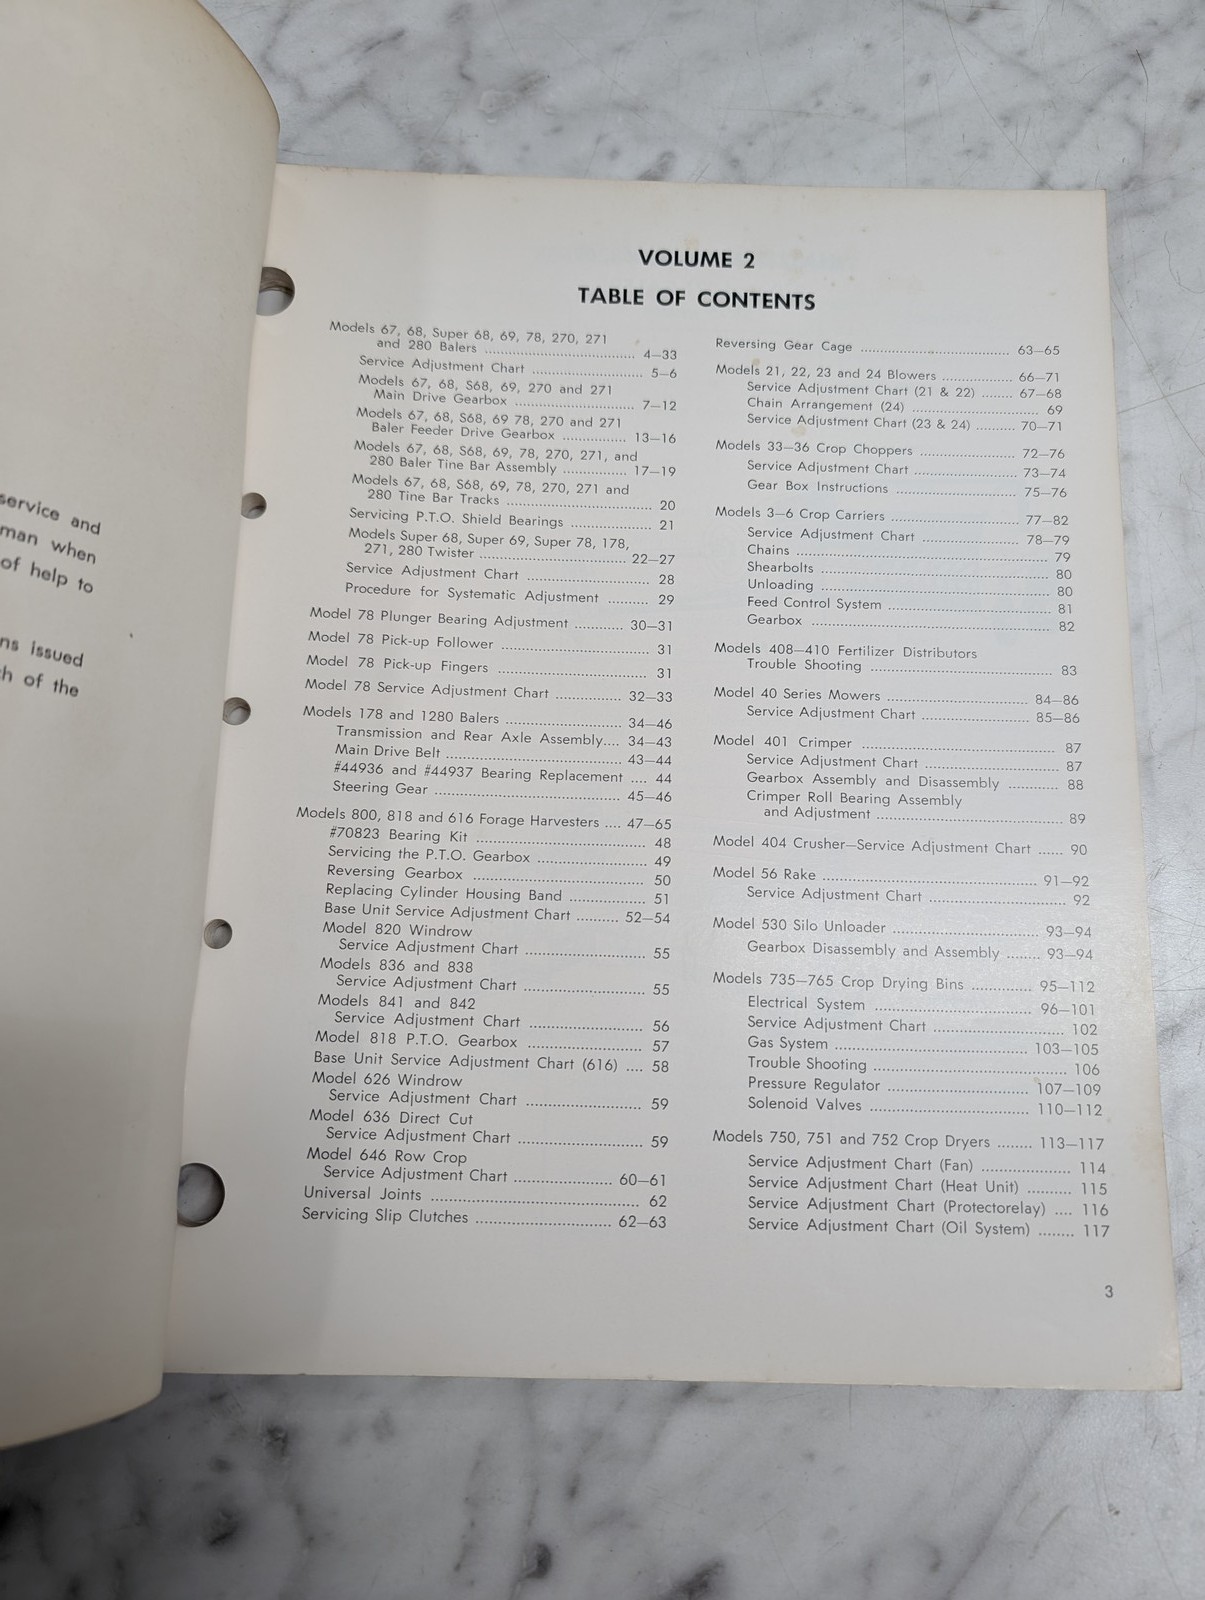 service and
man when
of help to
ns issued
h of the
VOLUME 2
TABLE OF CONTENTS
Models 67, 68, Super 68, 69, 78, 270, 271
and 280 Balers ........ 4—33
Service Adjustment Chart ........ 5—6
Models 67, 68, S68, 69, 270 and 271
Main Drive Gearbox ........ 7—12
Models 67, 68, S68, 69 78, 270 and 271
Baler Feeder Drive Gearbox ........ 13—16
Models 67, 68, S68, 69, 78, 270, 271, and
280 Baler Tine Bar Assembly ........ 17—19
Models 67, 68, S68, 69, 78, 270, 271 and
280 Tine Bar Tracks ........ 20
Servicing P.T.O. Shield Bearings ........ 21
Models Super 68, Super 69, Super 78, 178,
271, 280 Twister ........ 22—27
Service Adjustment Chart ........ 28
Procedure for Systematic Adjustment ........ 29
Model 78 Plunger Bearing Adjustment ........ 30—31
Model 78 Pick-up Follower ........ 31
Model 78 Pick-up Fingers ........ 31
Model 78 Service Adjustment Chart ........ 32—33
Models 178 and 1280 Balers ........ 34—46
Transmission and Rear Axle Assembly.... 34—43
Main Drive Belt ........ 43—44
#44936 and #44937 Bearing Replacement .... 44
Steering Gear ........ 45—46
Models 800, 818 and 616 Forage Harvesters .... 47—65
#70823 Bearing Kit ........ 48
Servicing the P.T.O. Gearbox ........ 49
Reversing Gearbox ........ 50
Replacing Cylinder Housing Band ........ 51
Base Unit Service Adjustment Chart ........ 52—54
Model 820 Windrow
Service Adjustment Chart ........ 55
Models 836 and 838
Service Adjustment Chart ........ 55
Models 841 and 842
Service Adjustment Chart ........ 56
Model 818 P.T.O. Gearbox ........ 57
Base Unit Service Adjustment Chart (616) .... 58
Model 626 Windrow
Service Adjustment Chart ........ 59
Model 636 Direct Cut
Service Adjustment Chart ........ 59
Model 646 Row Crop
Service Adjustment Chart ........ 60—61
Universal Joints ........ 62
Servicing Slip Clutches ........ 62—63
Reversing Gear Cage ........ 63—65
Models 21, 22, 23 and 24 Blowers ........ 66—71
Service Adjustment Chart (21 & 22) ........ 67—68
Chain Arrangement (24) ........ 69
Service Adjustment Chart (23 & 24) ........ 70—71
Models 33—36 Crop Choppers ........ 72—76
Service Adjustment Chart ........ 73—74
Gear Box Instructions ........ 75—76
Models 3—6 Crop Carriers ........ 77—82
Service Adjustment Chart ........ 78—79
Chains ........ 79
Shearbolts ........ 80
Unloading ........ 80
Feed Control System ........ 81
Gearbox ........ 82
Models 408—410 Fertilizer Distributors
Trouble Shooting ........ 83
Model 40 Series Mowers ........ 84—86
Service Adjustment Chart ........ 85—86
Model 401 Crimper ........ 87
Service Adjustment Chart ........ 87
Gearbox Assembly and Disassembly ........ 88
Crimper Roll Bearing Assembly
and Adjustment ........ 89
Model 404 Crusher—Service Adjustment Chart ...... 90
Model 56 Rake ........ 91—92
Service Adjustment Chart ........ 92
Model 530 Silo Unloader ........ 93—94
Gearbox Disassembly and Assembly ........ 93—94
Models 735—765 Crop Drying Bins ........ 95—112
Electrical System ........ 96—101
Service Adjustment Chart ........ 102
Gas System ........ 103—105
Trouble Shooting ........ 106
Pressure Regulator ........ 107—109
Solenoid Valves ........ 110—112
Models 750, 751 and 752 Crop Dryers ........ 113—117
Service Adjustment Chart (Fan) ........ 114
Service Adjustment Chart (Heat Unit) ........ 115
Service Adjustment Chart (Protectorelay) .... 116
Service Adjustment Chart (Oil System) ........ 117
3